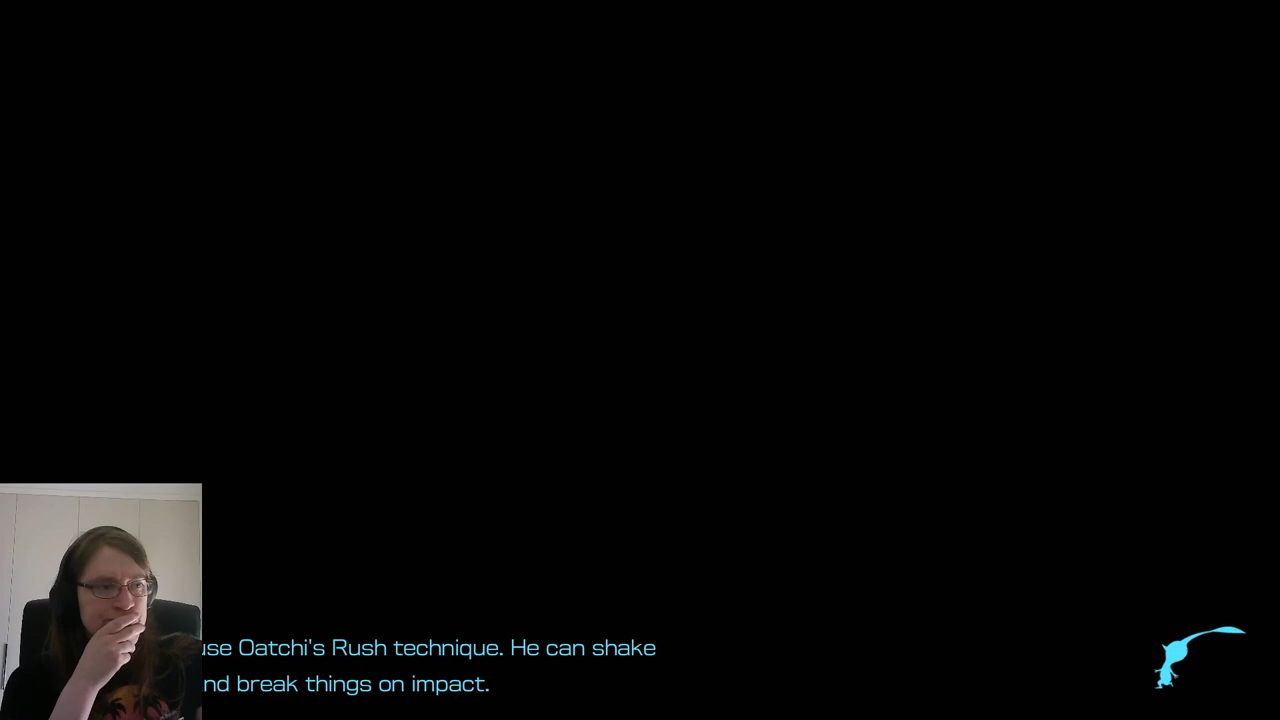 use Oatchi's Rush technique. He can shake
nd break things on impact.